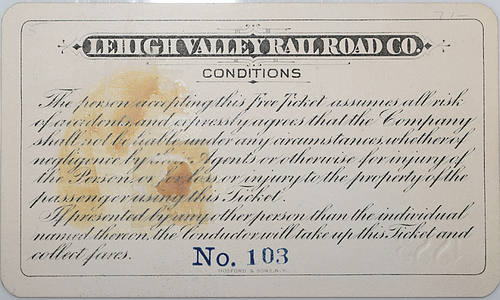 LEHIGH VALLEY RAILROAD CO.
CONDITIONS
The person accepting this free Ticket, assumes all risk
of accidents, and expressly agrees that the Company
shall not be liable under any circumstances, whether of
negligence by Agents or otherwise for injury of
the Person, or for loss or injury to the property of the
passenger using this Ticket.
If presented by any other person than the individual
named thereon, the Conductor will take up this Ticket and
collect fares.
No. 103
HOSFORD & SONS, N.Y.